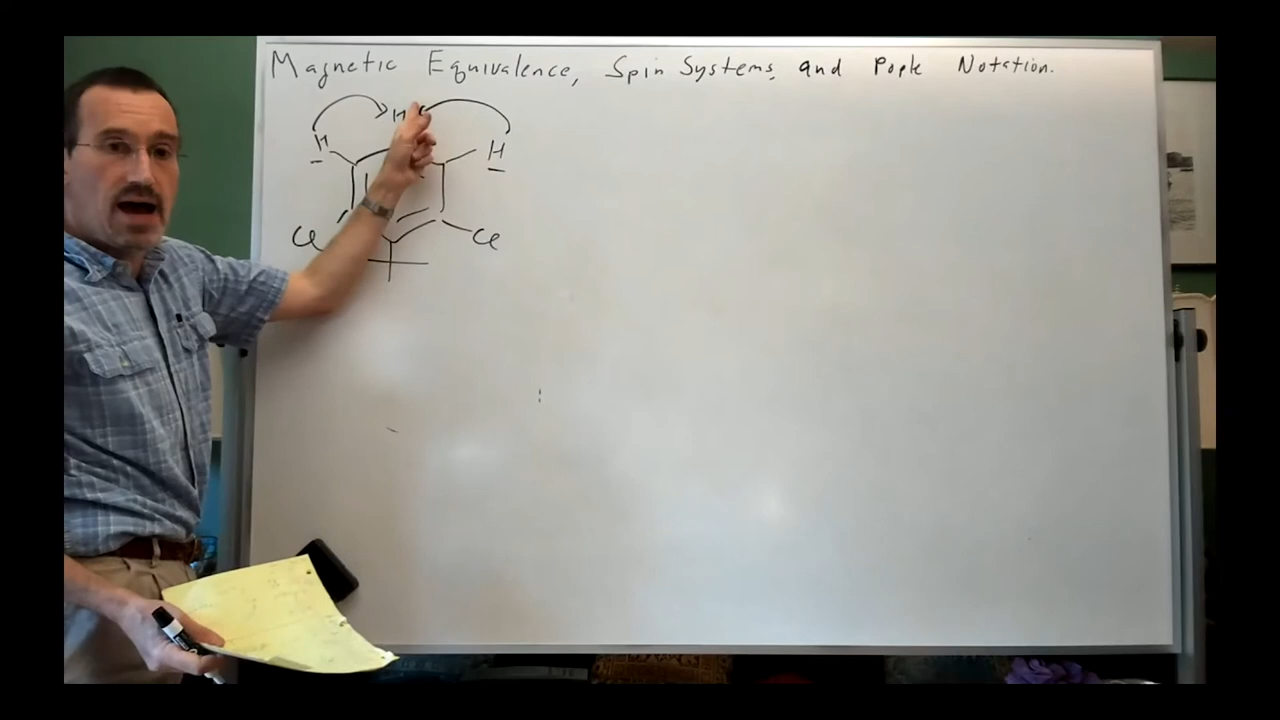 Magnetic Equivalence, Spin Systems, and Pople Notation.
H
H H
Cl Cl